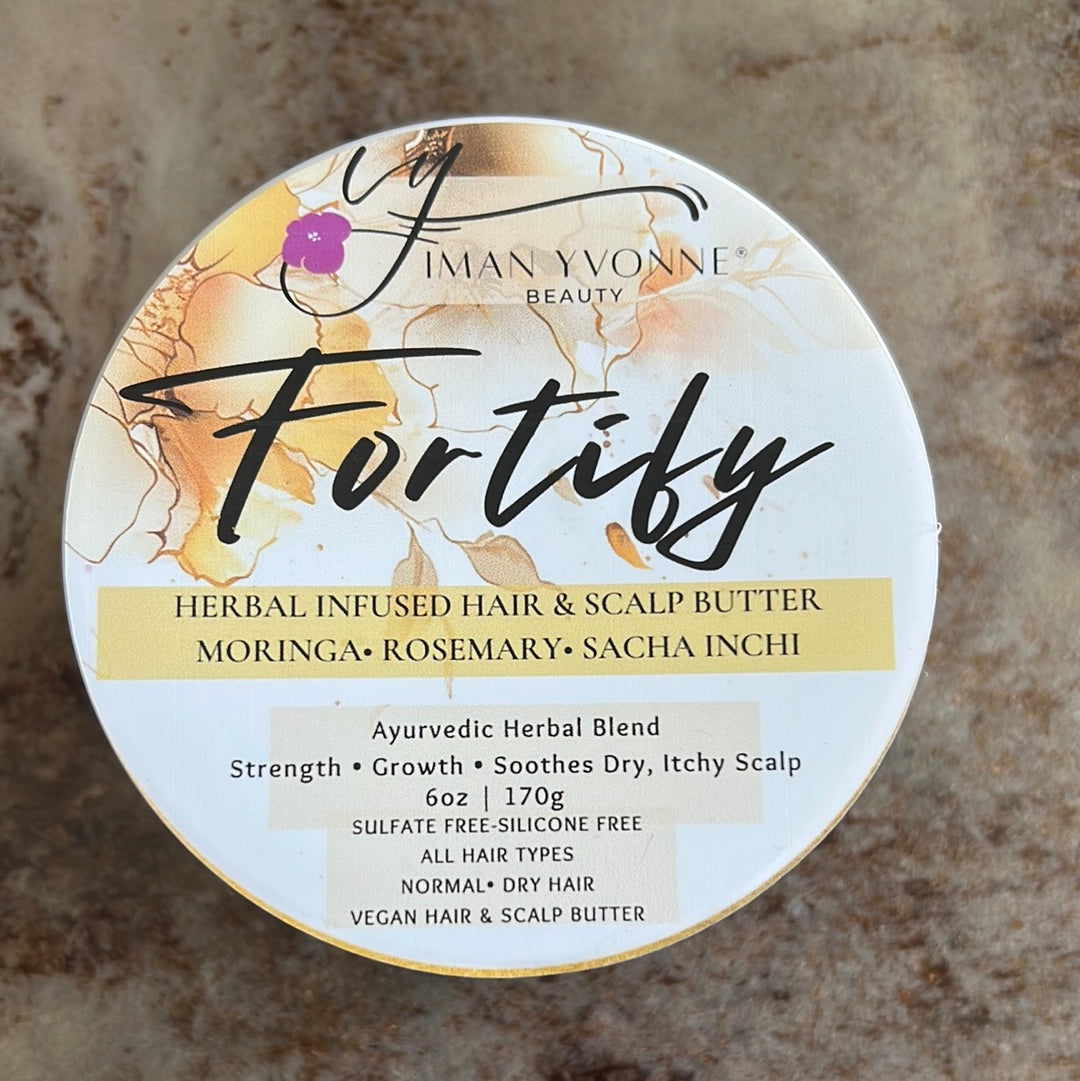 iy
IMAN YVONNE®
BEAUTY
Fortify
HERBAL INFUSED HAIR & SCALP BUTTER
MORINGA• ROSEMARY• SACHA INCHI
Ayurvedic Herbal Blend
Strength • Growth • Soothes Dry, Itchy Scalp
6oz | 170g
SULFATE FREE-SILICONE FREE
ALL HAIR TYPES
NORMAL• DRY HAIR
VEGAN HAIR & SCALP BUTTER